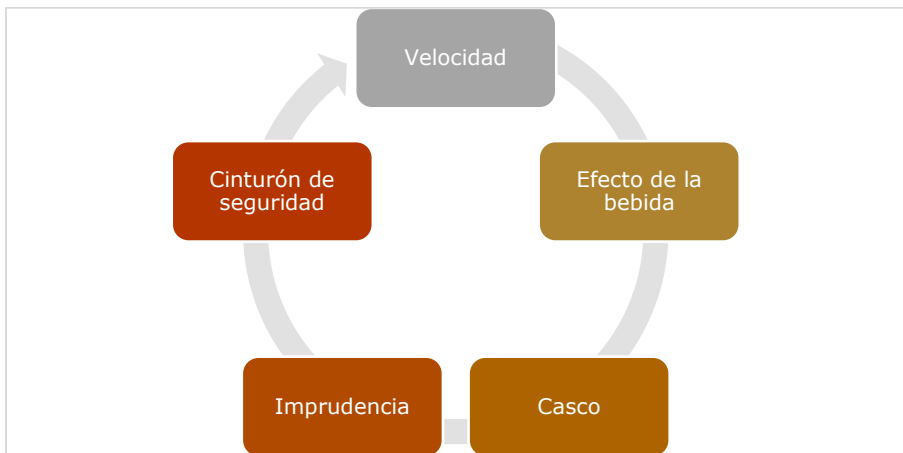 Velocidad
Efecto de la
bebida
Casco
Imprudencia
Cinturón de
seguridad